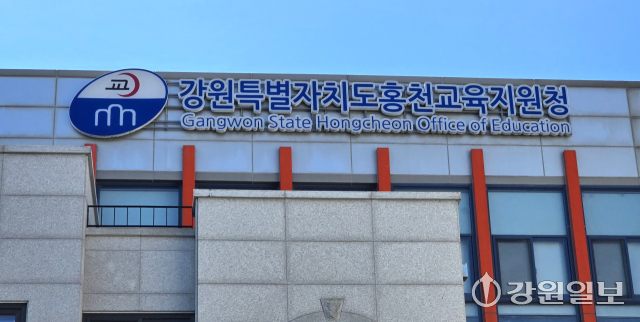 교
강원특별자치도홍천교육지원청
Gangwon State Hongcheon Office of Education
강원일보